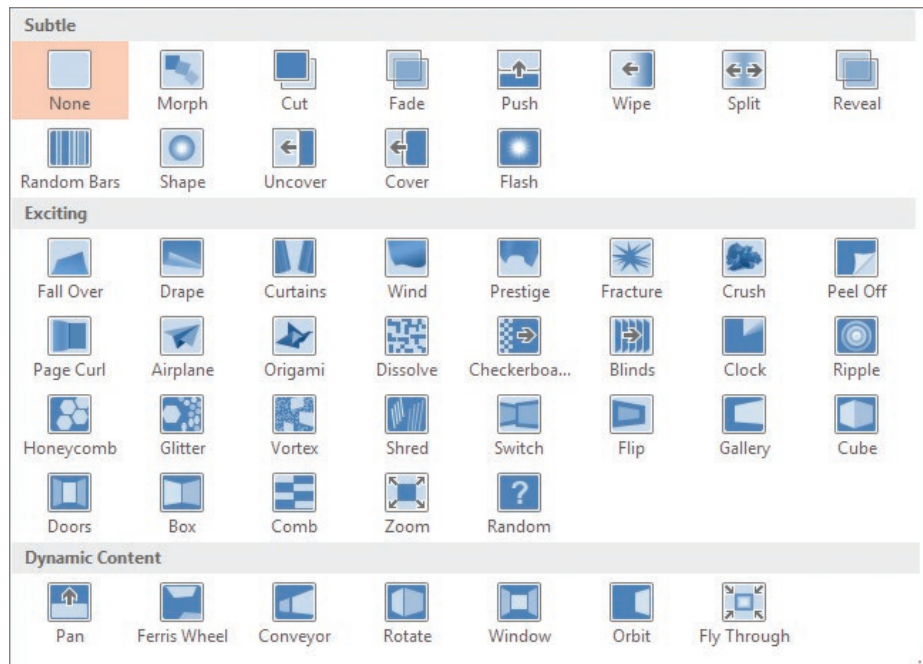 Subtle
None Morph Cut Fade Push Wipe Split Reveal
Random Bars Shape Uncover Cover Flash
Exciting
Fall Over Drape Curtains Wind Prestige Fracture Crush Peel Off
Page Curl Airplane Origami Dissolve Checkerboa... Blinds Clock Ripple
Honeycomb Glitter Vortex Shred Switch Flip Gallery Cube
?
Doors Box Comb Zoom Random
Dynamic Content
Pan Ferris Wheel Conveyor Rotate Window Orbit Fly Through